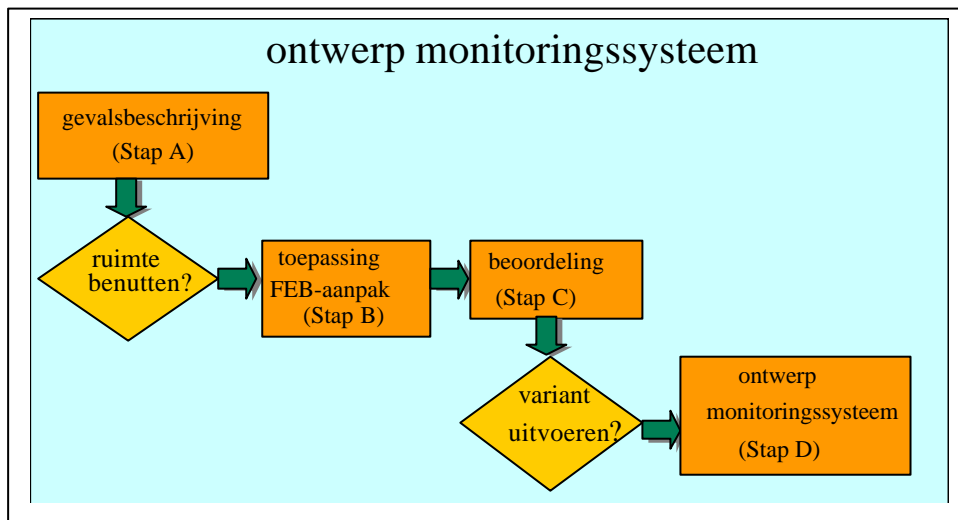 ontwerp monitoringssysteem
gevalsbeschrijving
(Stap A)
ruimte
benutten?
toepassing
FEB-aanpak
(Stap B)
beoordeling
(Stap C)
variant
uitvoeren?
ontwerp
monitoringssysteem
(Stap D)